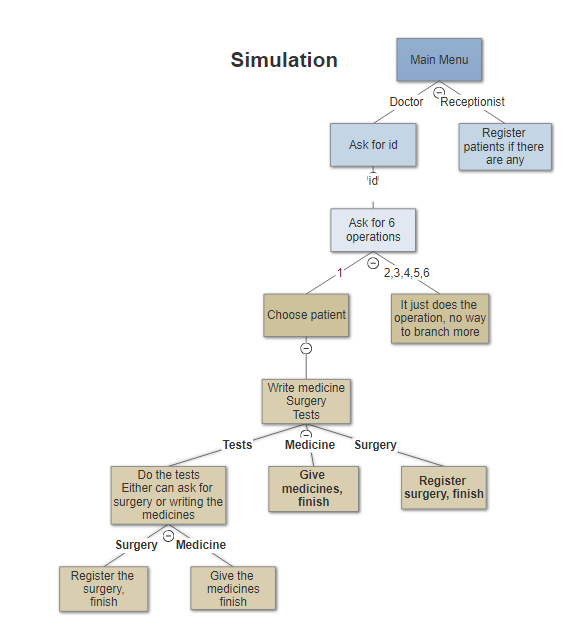 Simulation
Main Menu
Doctor
Receptionist
Ask for id
Register
patients if there
are any
'id'
Ask for 6
operations
1
2,3,4,5,6
Choose patient
It just does the
operation, no way
to branch more
Write medicine
Surgery
Tests
Tests
Medicine
Surgery
Do the tests
Either can ask for
surgery or writing the
medicines
Give
medicines,
finish
Register
surgery, finish
Surgery
Medicine
Register the
surgery,
finish
Give the
medicines
finish